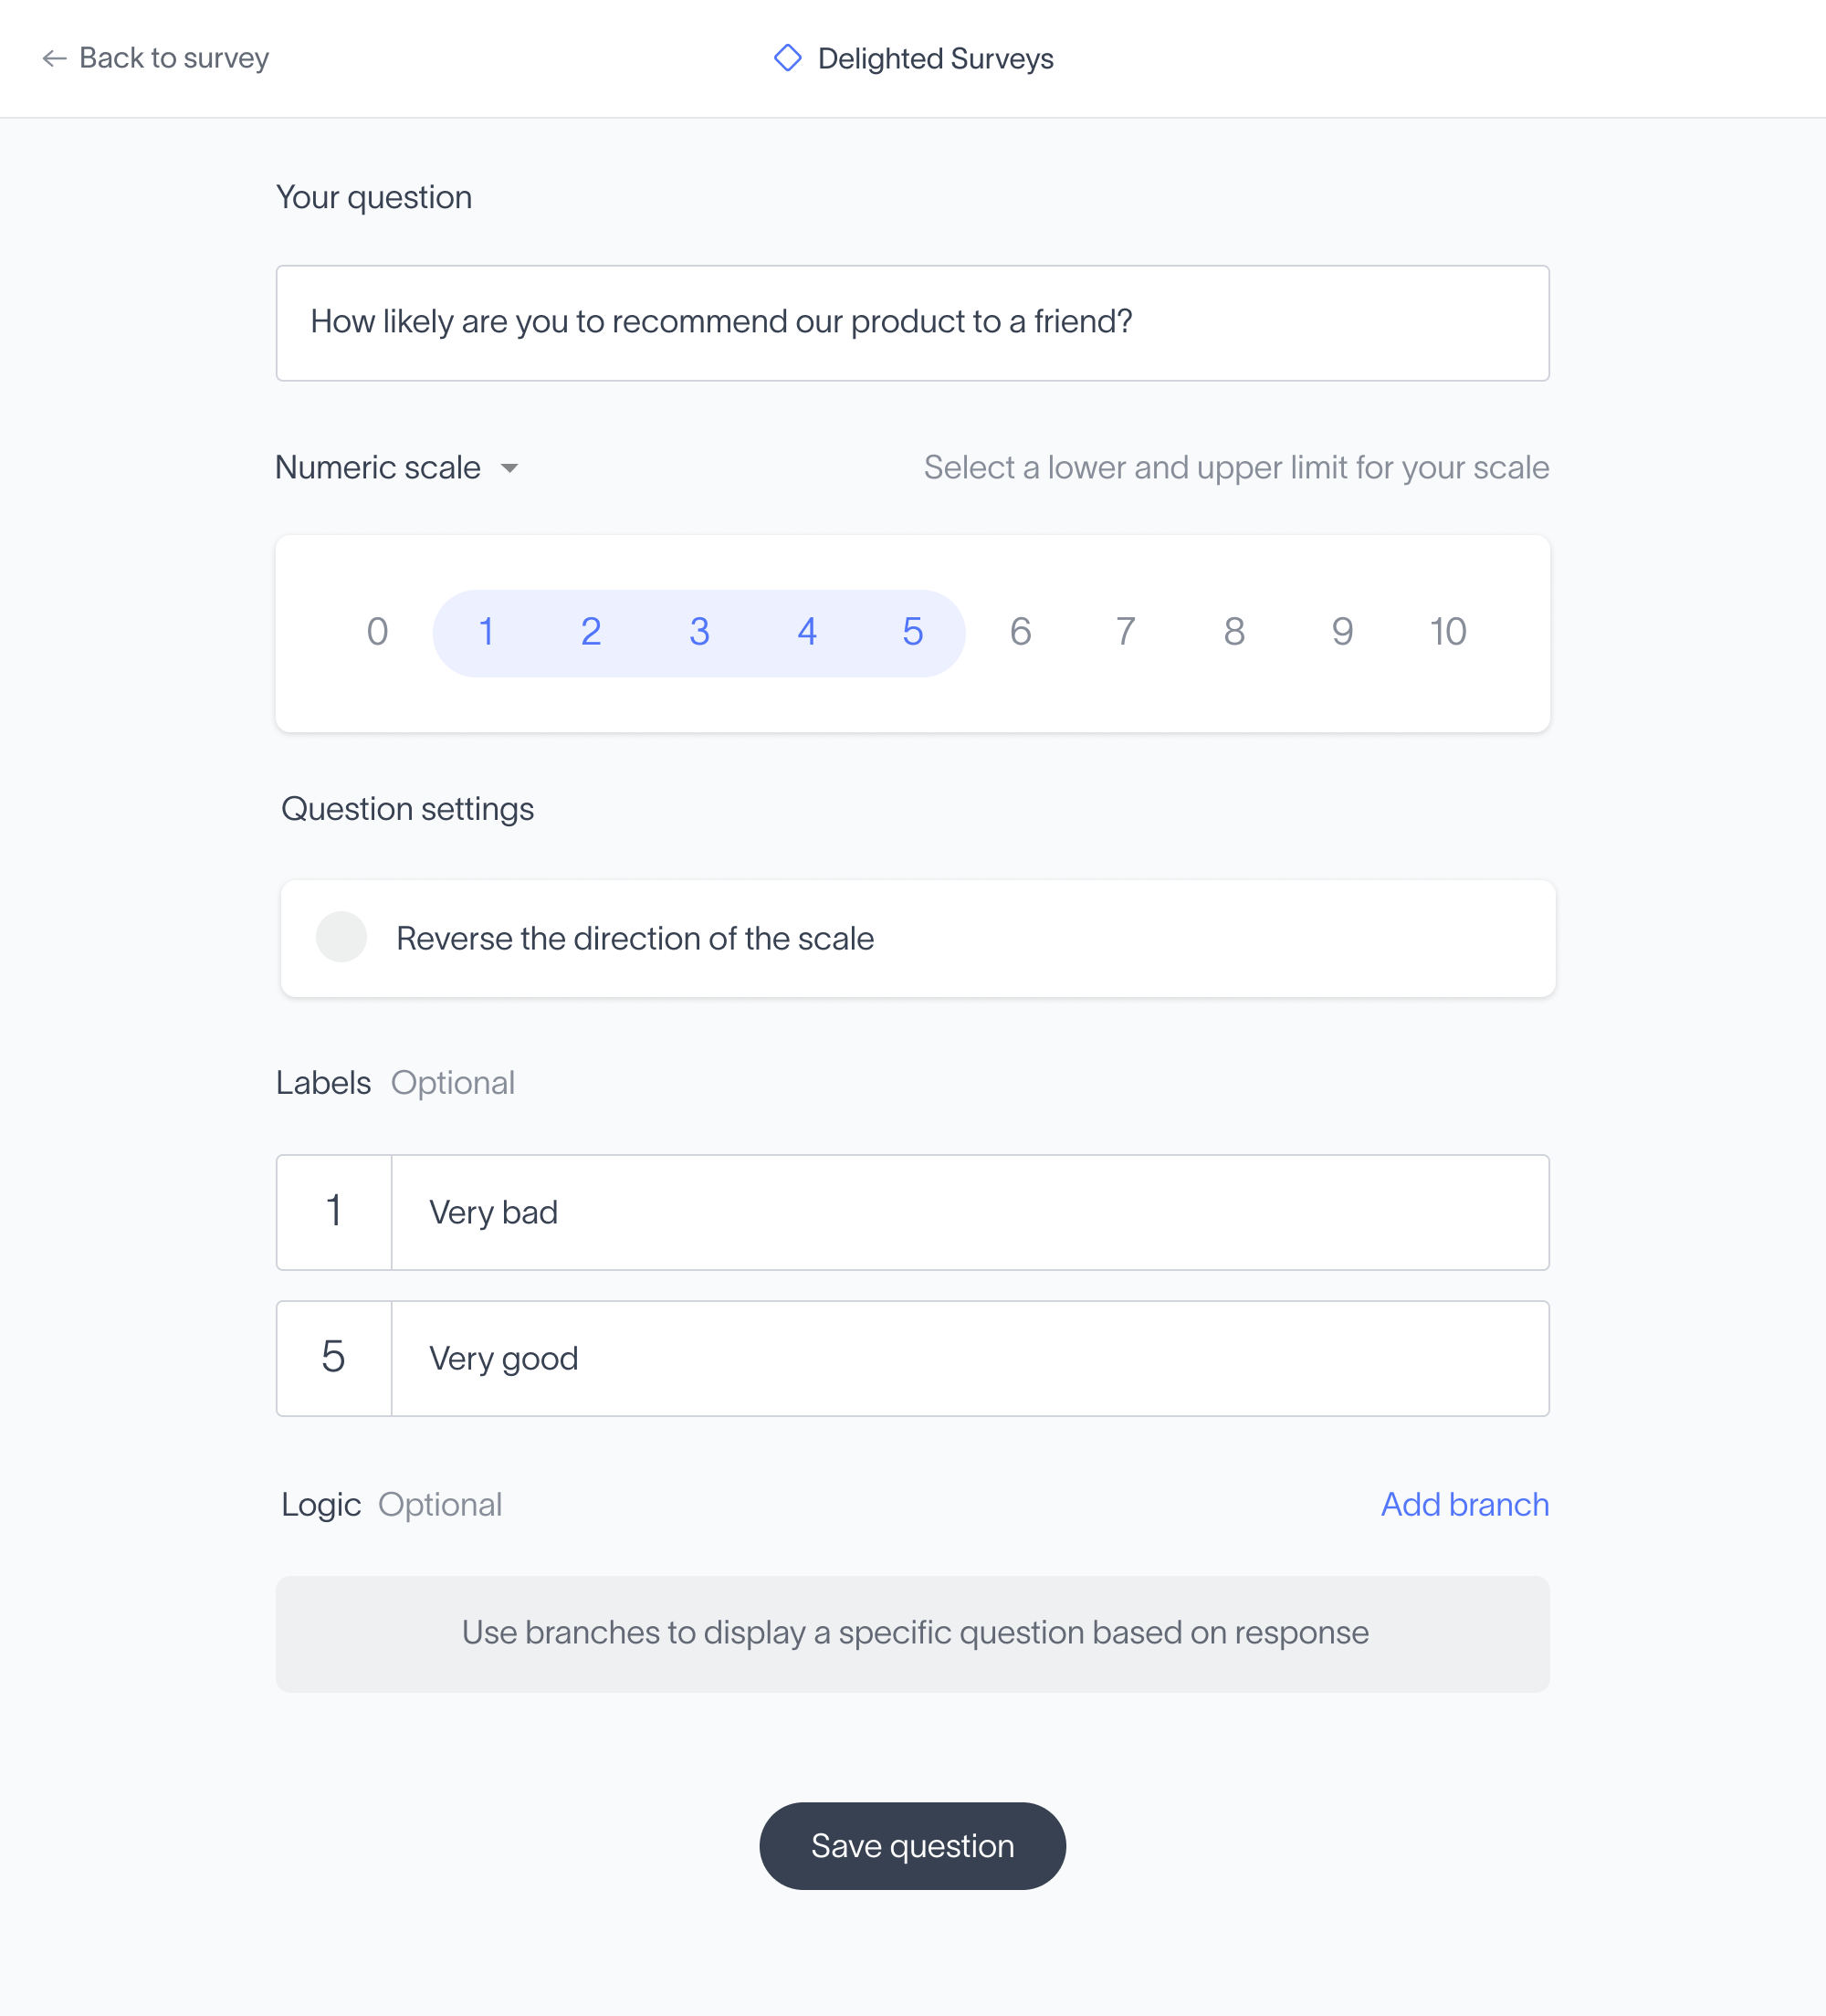 Back to survey
Delighted Surveys
Your question
How likely are you to recommend our product to a friend?
Numeric scale
Select a lower and upper limit for your scale
0 1 2 3 4 5 6 7 8 9 10
Question settings
Reverse the direction of the scale
Labels Optional
1 Very bad
5 Very good
Logic Optional
Add branch
Use branches to display a specific question based on response
Save question